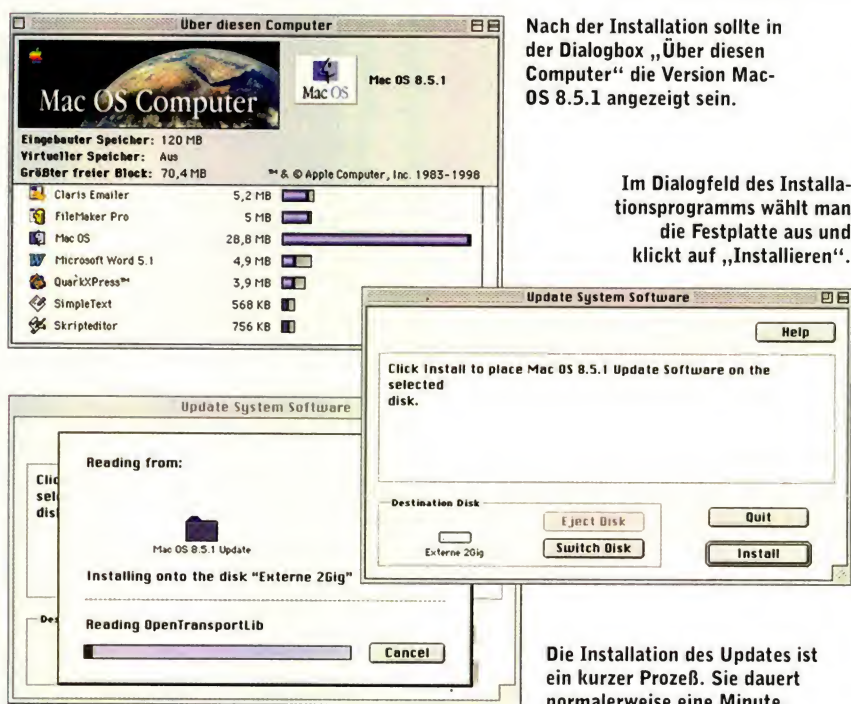 Über diesen Computer
Mac OS Computer
Mac OS
Mac OS 8.5.1
Eingebauter Speicher: 120 MB
Virtueller Speicher: Aus
Größter freier Block: 70,4 MB
™ & © Apple Computer, Inc. 1983-1998
Claris Emailer 5,2 MB
FileMaker Pro 5 MB
Mac OS 28,8 MB
Microsoft Word 5.1 4,9 MB
QuarkXPress™ 3,9 MB
SimpleText 568 KB
Skripteditor 756 KB
Nach der Installation sollte in
der Dialogbox „Über diesen
Computer“ die Version Mac-
OS 8.5.1 angezeigt sein.
Im Dialogfeld des Installa-
tionsprogramms wählt man
die Festplatte aus und
klickt auf „Installieren“.
Update System Software
Help
Click Install to place Mac OS 8.5.1 Update Software on the
selected
disk.
Destination Disk
Externe 2Gig
Eject Disk
Switch Disk
Quit
Install
Update System Software
Clic
sele
disk
Des
Reading from:
Mac OS 8.5.1 Update
Installing onto the disk "Externe 2Gig"
Reading OpenTransportLib
Cancel
Die Installation des Updates ist
ein kurzer Prozeß. Sie dauert
normalerweise eine Minute.